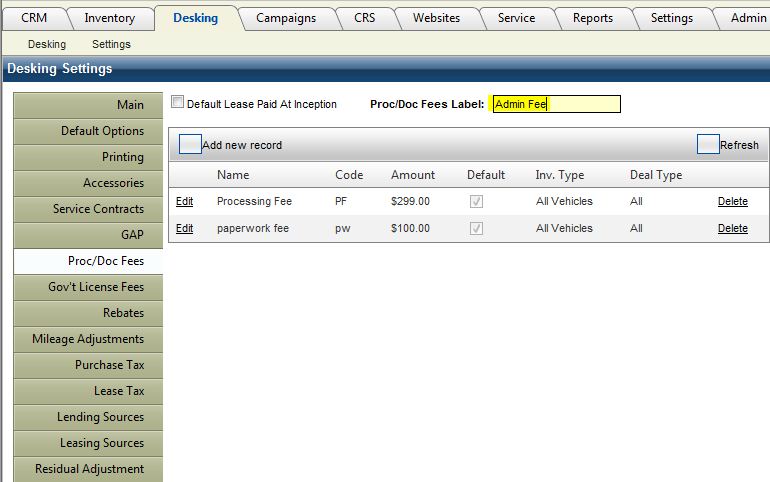 CRM Inventory Desking Campaigns CRS Websites Service Reports Settings Admin
Desking Settings
Desking Settings
Main
Default Options
Printing
Accessories
Service Contracts
GAP
Proc/Doc Fees
Gov't License Fees
Rebates
Mileage Adjustments
Purchase Tax
Lease Tax
Lending Sources
Leasing Sources
Residual Adjustment
Default Lease Paid At Inception Proc/Doc Fees Label: Admin Fee
Add new record Refresh
Name Code Amount Default Inv. Type Deal Type
Edit Processing Fee PF $299.00 All Vehicles All Delete
Edit paperwork fee pw $100.00 All Vehicles All Delete